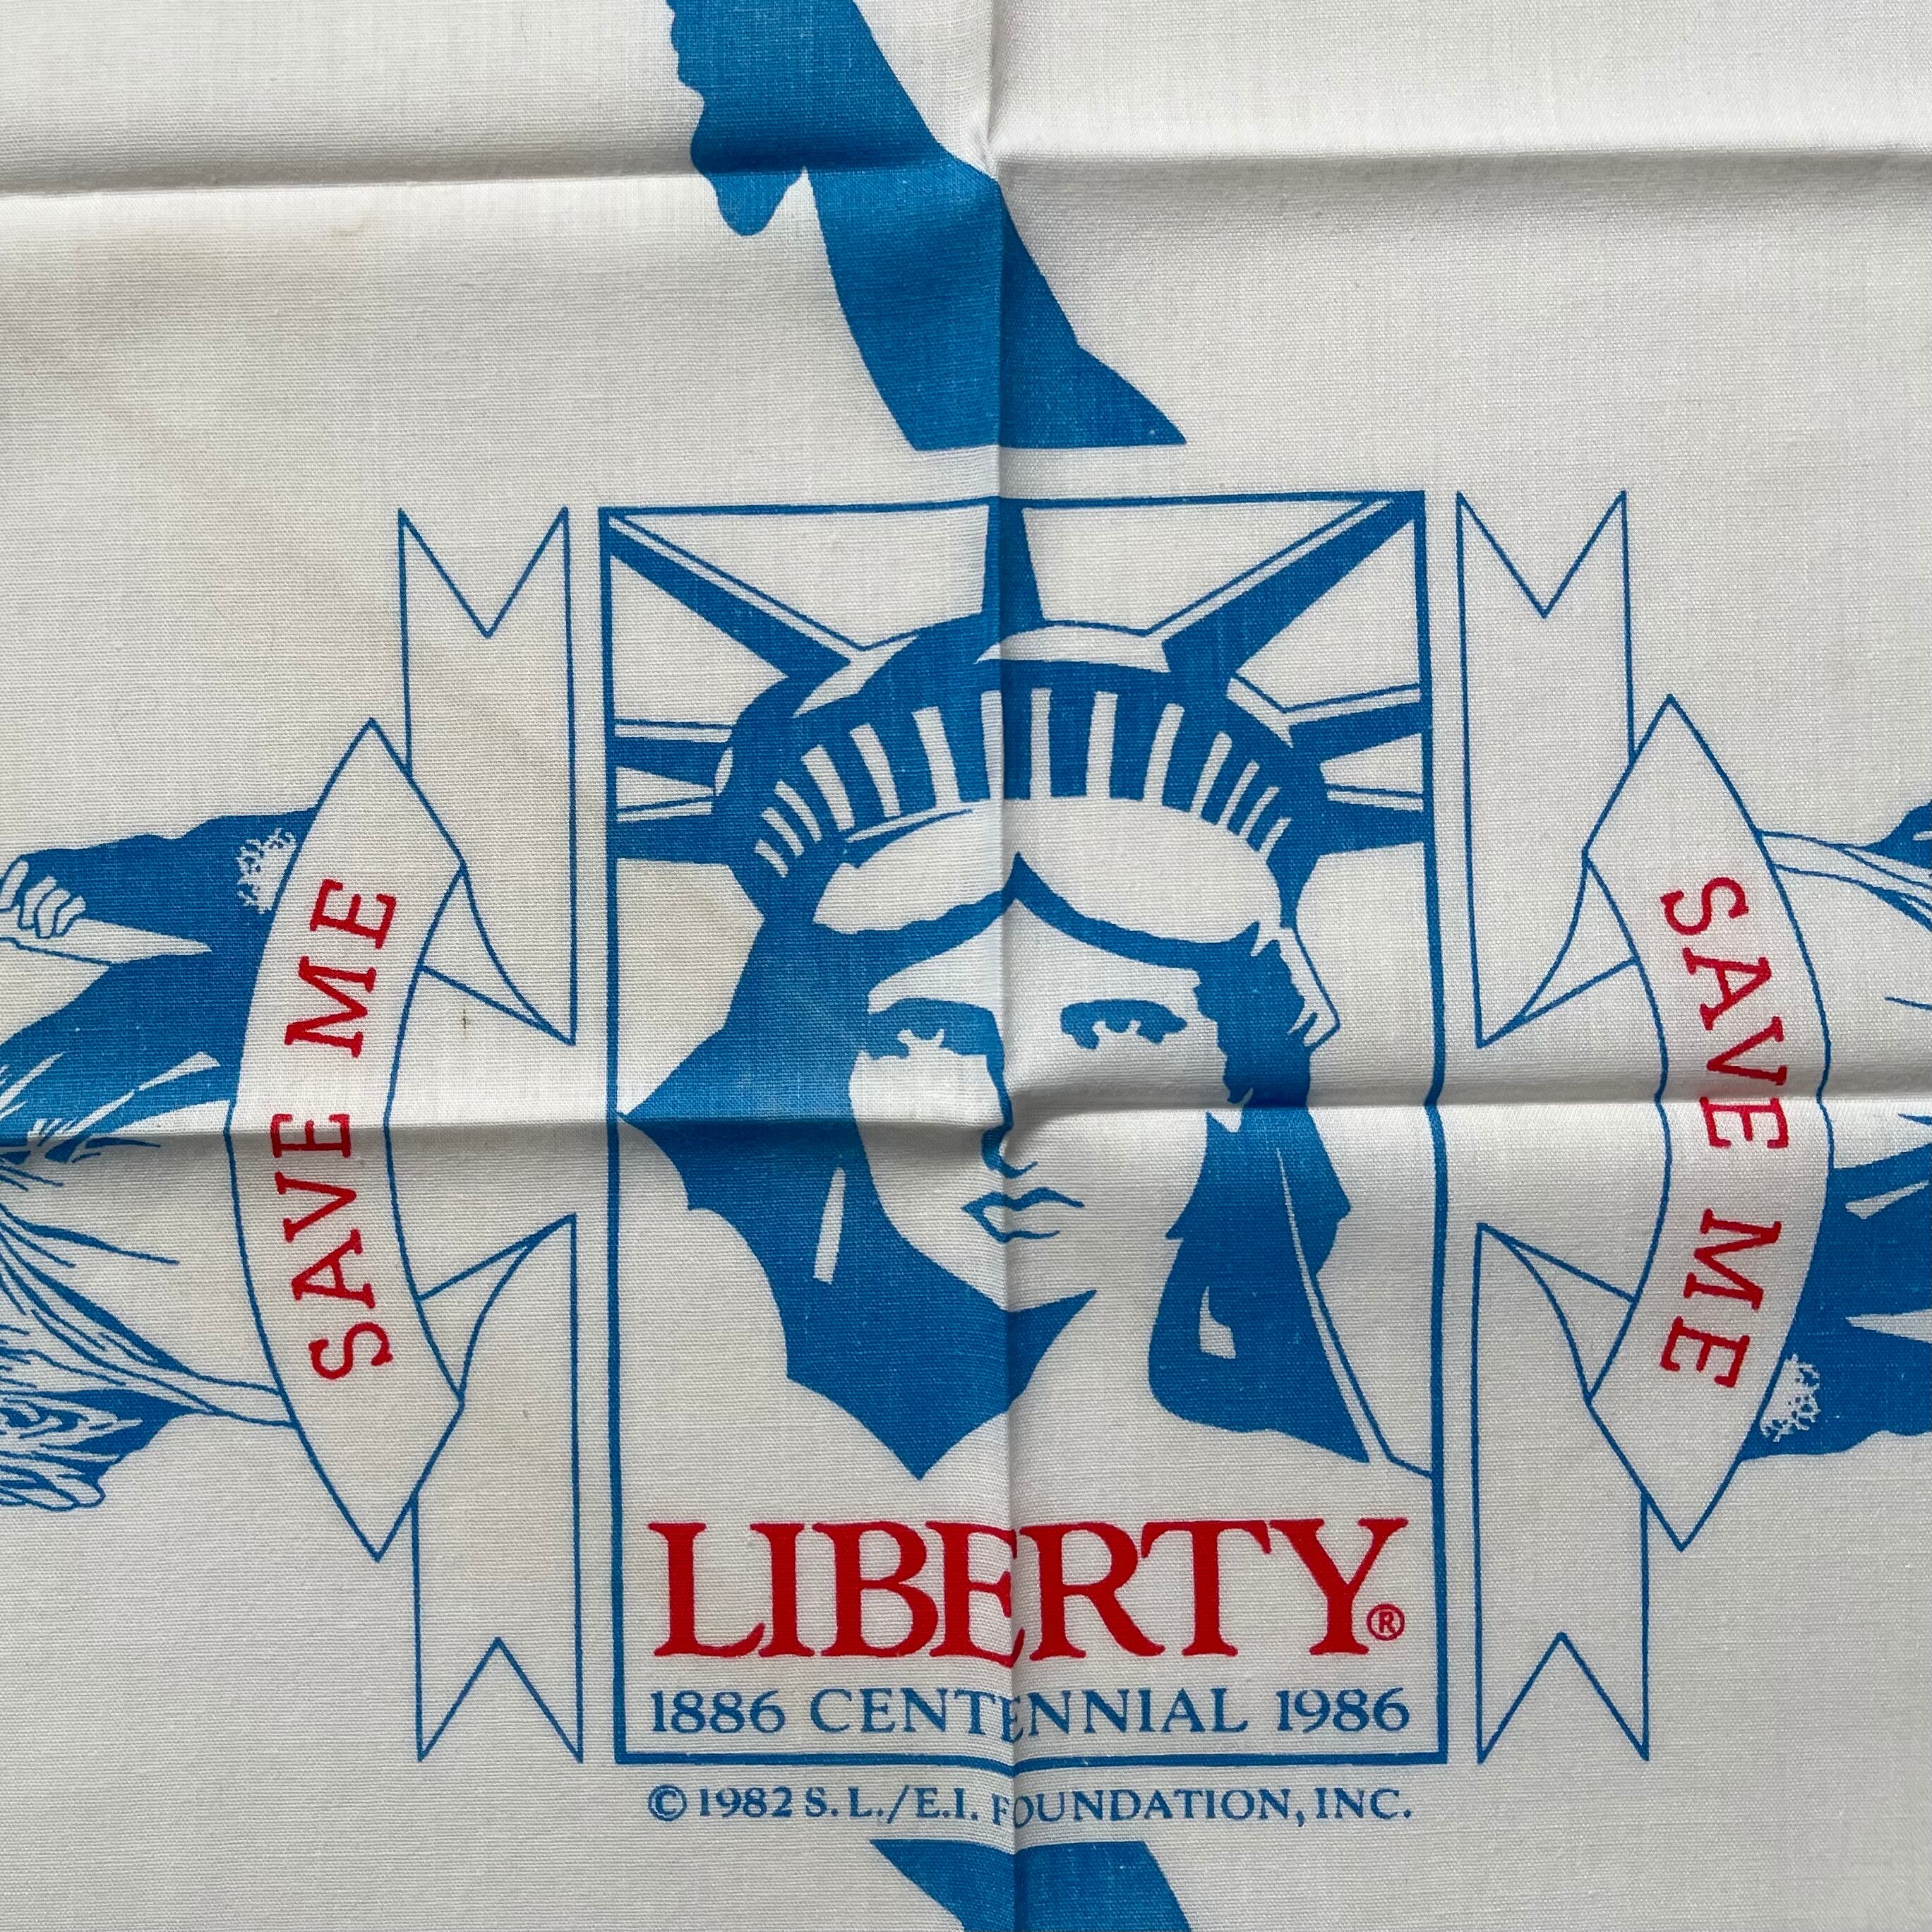 SAVE ME
SAVE ME
LIBERTY®
1886 CENTENNIAL 1986
©1982 S.L./E.I. FOUNDATION, INC.